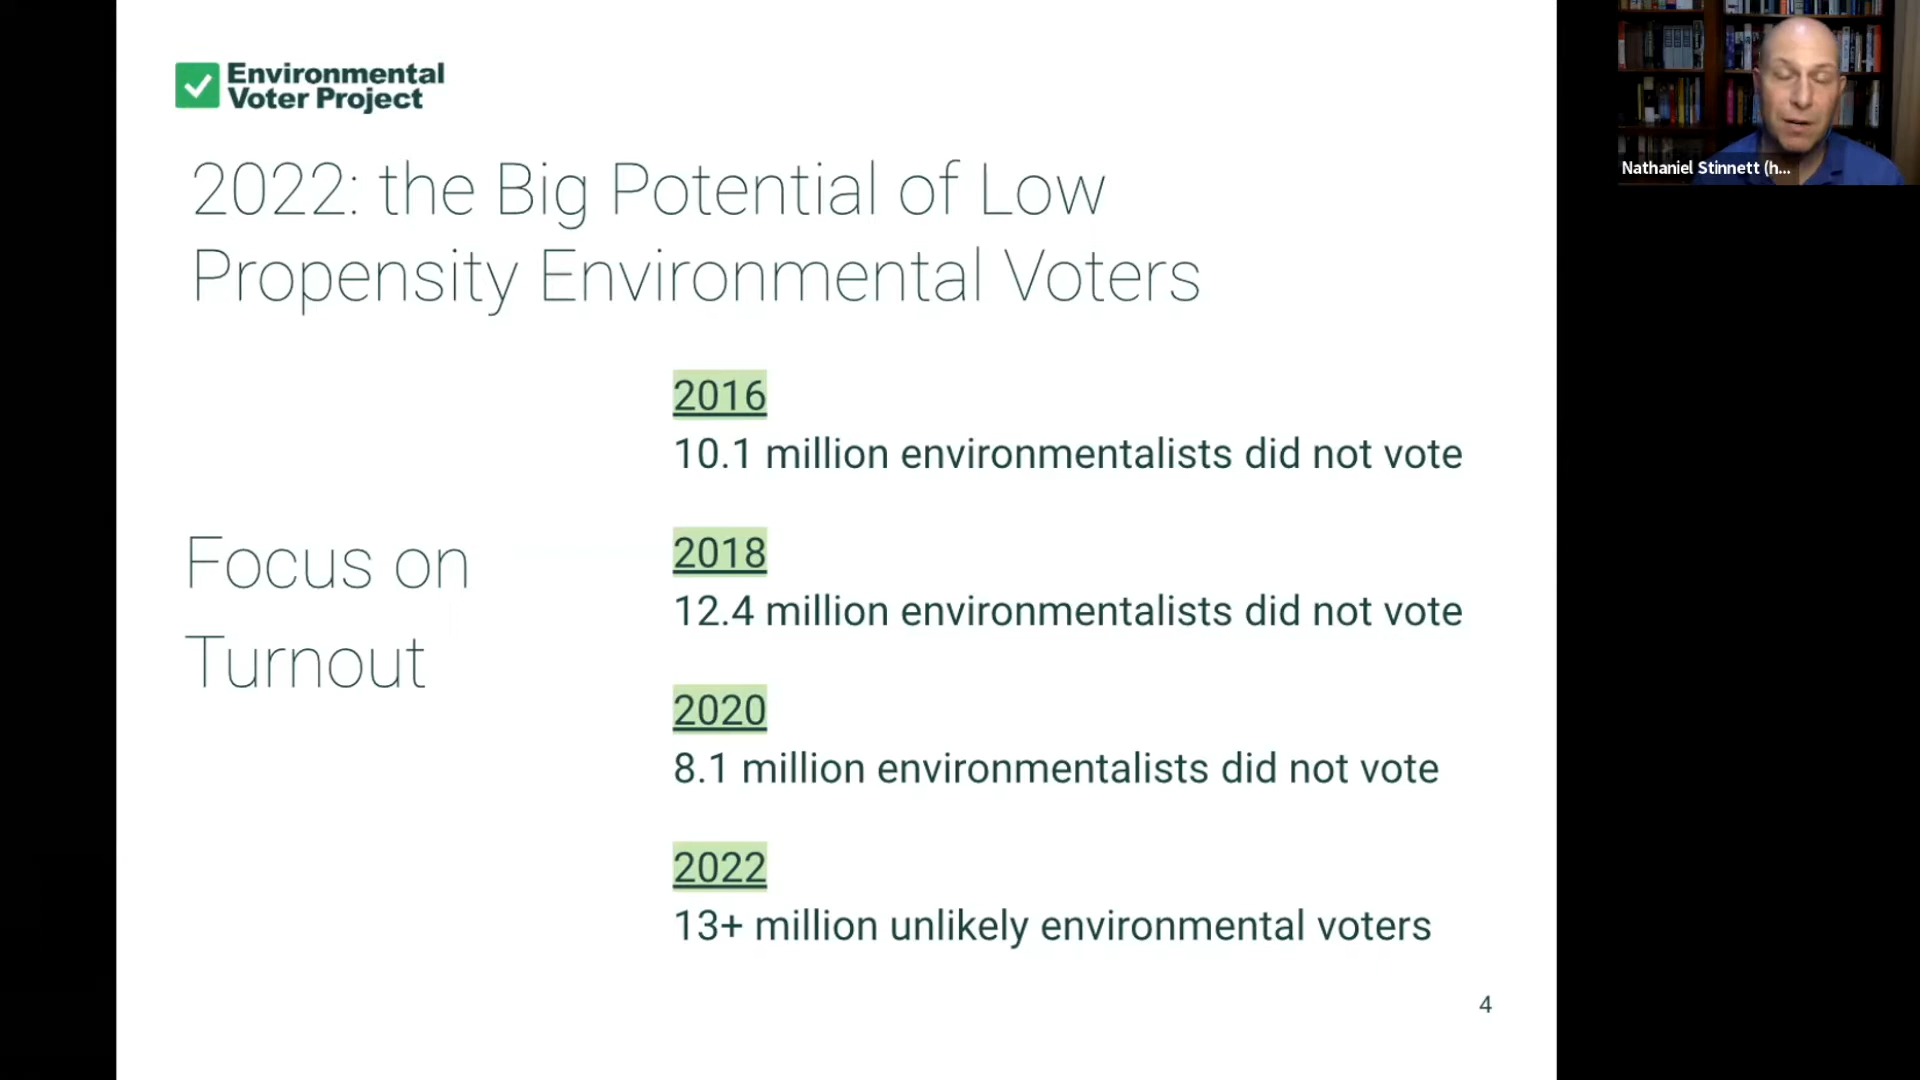 Environmental
Voter Project
2022: the Big Potential of Low
Propensity Environmental Voters
Focus on
Turnout
2016
10.1 million environmentalists did not vote
2018
12.4 million environmentalists did not vote
2020
8.1 million environmentalists did not vote
2022
13+ million unlikely environmental voters
4
Nathaniel Stinnett (h...